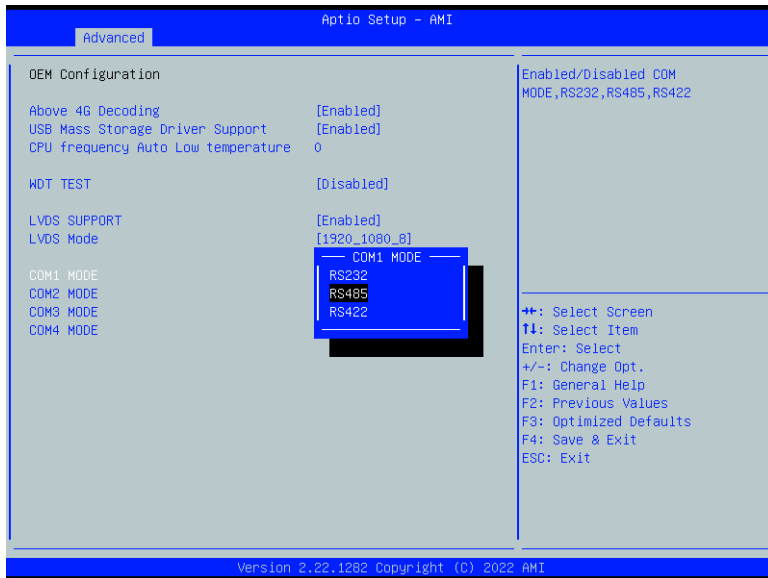 Aptio Setup – AMI
Advanced
OEM Configuration
Above 4G Decoding [Enabled]
USB Mass Storage Driver Support [Enabled]
CPU frequency Auto Low temperature 0
WDT TEST [Disabled]
LVDS SUPPORT [Enabled]
LVDS Mode [1920_1080_8]
COM1 MODE
COM2 MODE
COM3 MODE
COM4 MODE
COM1 MODE
RS232
RS485
RS422
Enabled/Disabled COM
MODE,RS232,RS485,RS422
→←: Select Screen
↑↓: Select Item
Enter: Select
+/-: Change Opt.
F1: General Help
F2: Previous Values
F3: Optimized Defaults
F4: Save & Exit
ESC: Exit
Version 2.22.1282 Copyright (C) 2022 AMI